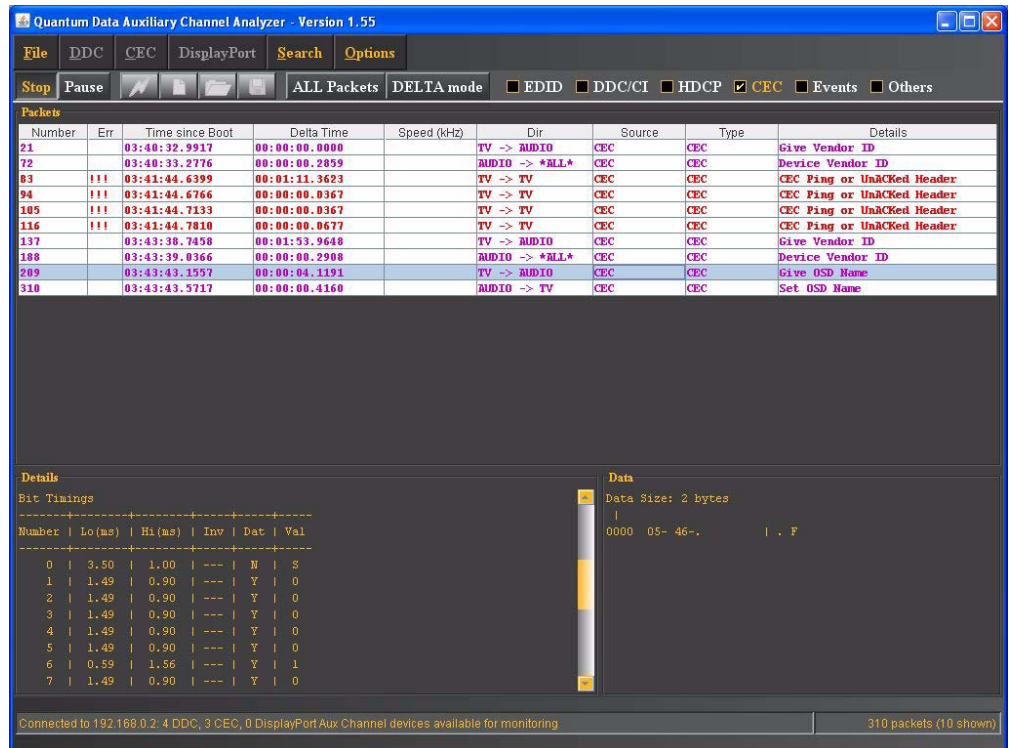 Quantum Data Auxiliary Channel Analyzer - Version 1.55
File DDC CEC DisplayPort Search Options
Stop Pause ALL Packets DELTA mode EDID DDC/CI HDCP CEC Events Others
Packets
Number Err Time since Boot Delta Time Speed (kHz) Dir Source Type Details
21 03:40:32.9917 00:00:00.0000 TV -> AUDIO CEC CEC Give Vendor ID
72 03:40:33.2776 00:00:00.2859 AUDIO -> *ALL* CEC CEC Device Vendor ID
83 !!! 03:41:44.6399 00:01:11.3623 TV -> TV CEC CEC CEC Ping or UnACKed Header
94 !!! 03:41:44.6766 00:00:00.0367 TV -> TV CEC CEC CEC Ping or UnACKed Header
105 !!! 03:41:44.7133 00:00:00.0367 TV -> TV CEC CEC CEC Ping or UnACKed Header
116 !!! 03:41:44.7810 00:00:00.0677 TV -> TV CEC CEC CEC Ping or UnACKed Header
137 03:43:38.7458 00:01:53.9648 TV -> AUDIO CEC CEC Give Vendor ID
188 03:43:39.0366 00:00:00.2908 AUDIO -> *ALL* CEC CEC Device Vendor ID
209 03:43:43.1557 00:00:04.1191 TV -> AUDIO CEC CEC Give OSD Name
310 03:43:43.5717 00:00:00.4160 AUDIO -> TV CEC CEC Set OSD Name
Details
Bit Timings
-------+--------+--------+-----+-----+-----
Number | Lo(ms) | Hi(ms) | Inv | Dat | Val
-------+--------+--------+-----+-----+-----
0 | 3.50 | 1.00 | --- | N | S
1 | 1.49 | 0.90 | --- | Y | 0
2 | 1.49 | 0.90 | --- | Y | 0
3 | 1.49 | 0.90 | --- | Y | 0
4 | 1.49 | 0.90 | --- | Y | 0
5 | 1.49 | 0.90 | --- | Y | 0
6 | 0.59 | 1.56 | --- | Y | 1
7 | 1.49 | 0.90 | --- | Y | 0
Data
Data Size: 2 bytes
|
0000 05- 46-. | . F
Connected to 192.168.0.2: 4 DDC, 3 CEC, 0 DisplayPort Aux Channel devices available for monitoring
310 packets (10 shown)